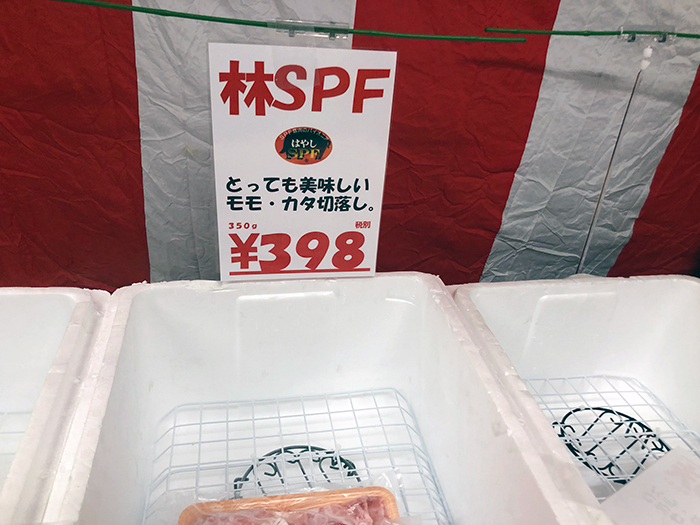 林SPF
はやし
SPF
とっても美味しい
モモ・カタ切落し。
350g 税別
¥398